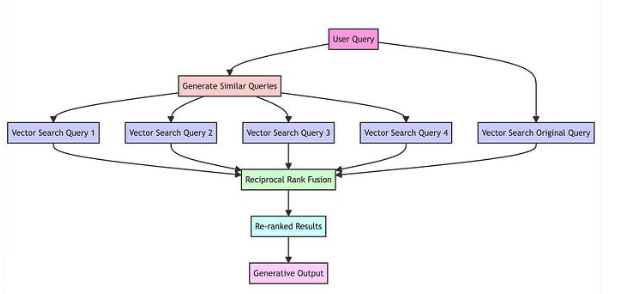 User Query
Generate Similar Queries
Vector Search Query 1
Vector Search Query 2
Vector Search Query 3
Vector Search Query 4
Vector Search Original Query
Reciprocal Rank Fusion
Re-ranked Results
Generative Output